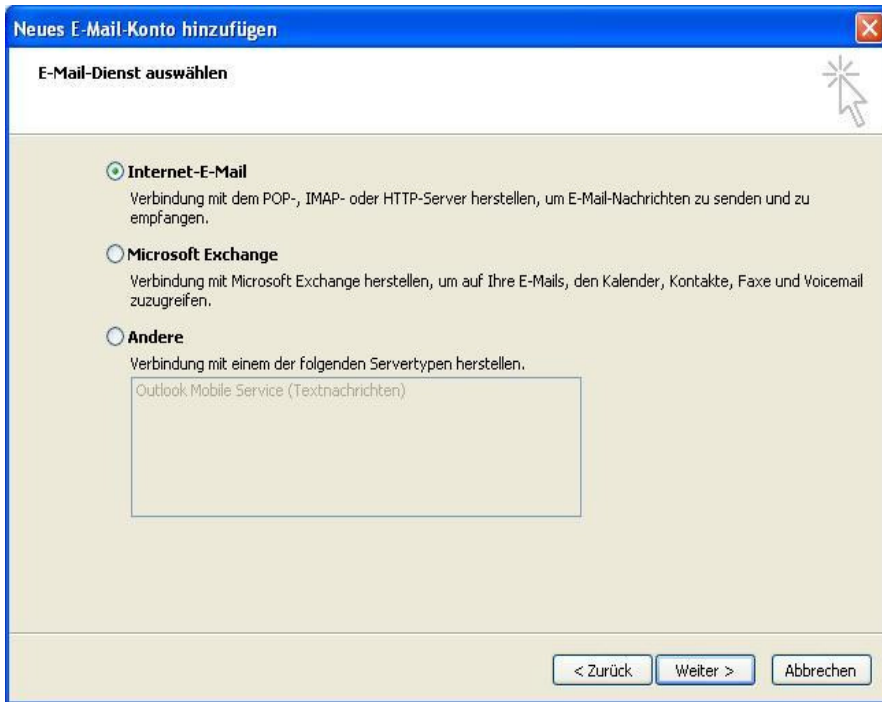 Neues E-Mail-Konto hinzufügen
E-Mail-Dienst auswählen
Internet-E-Mail
Verbindung mit dem POP-, IMAP- oder HTTP-Server herstellen, um E-Mail-Nachrichten zu senden und zu
empfangen.
Microsoft Exchange
Verbindung mit Microsoft Exchange herstellen, um auf Ihre E-Mails, den Kalender, Kontakte, Faxe und Voicemail
zuzugreifen.
Andere
Verbindung mit einem der folgenden Servertypen herstellen.
Outlook Mobile Service (Textnachrichten)
< Zurück Weiter > Abbrechen